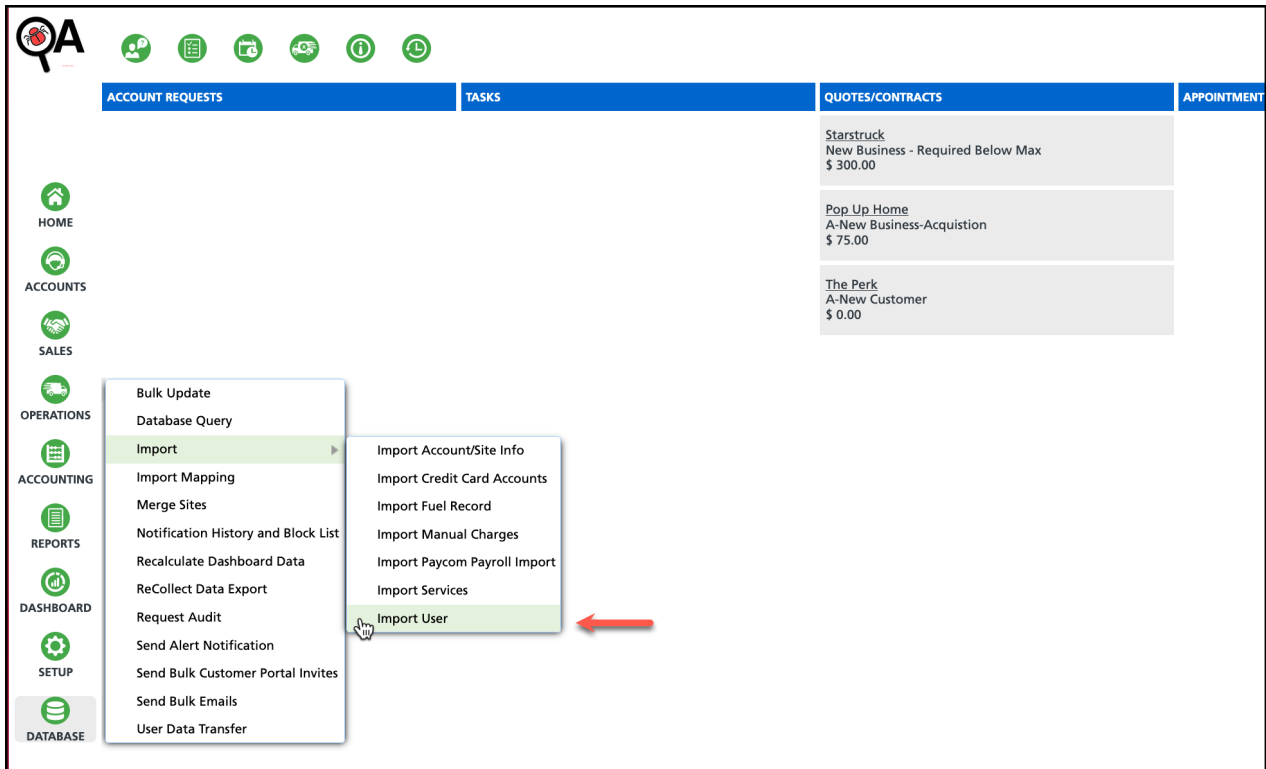 QA
ACCOUNT REQUESTS
TASKS
QUOTES/CONTRACTS
APPOINTMENT
Starstruck
New Business - Required Below Max
$ 300.00
Pop Up Home
A-New Business-Acquistion
$ 75.00
The Perk
A-New Customer
$ 0.00
HOME
ACCOUNTS
SALES
OPERATIONS
ACCOUNTING
REPORTS
DASHBOARD
SETUP
DATABASE
Bulk Update
Database Query
Import
Import Mapping
Merge Sites
Notification History and Block List
Recalculate Dashboard Data
ReCollect Data Export
Request Audit
Send Alert Notification
Send Bulk Customer Portal Invites
Send Bulk Emails
User Data Transfer
Import Account/Site Info
Import Credit Card Accounts
Import Fuel Record
Import Manual Charges
Import Paycom Payroll Import
Import Services
Import User